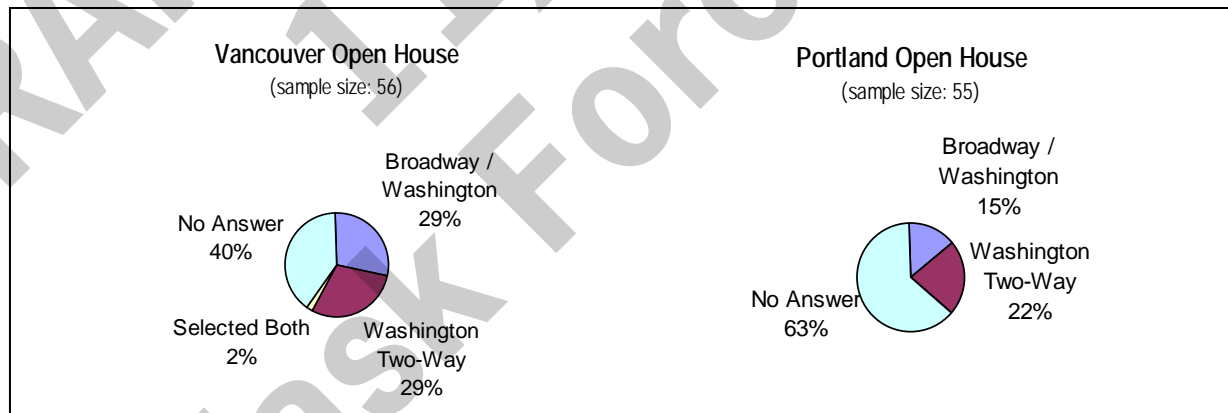 Vancouver Open House
(sample size: 56)
Broadway /
Washington
29%
No Answer
40%
Selected Both
2%
Washington
Two-Way
29%
Portland Open House
(sample size: 55)
Broadway /
Washington
15%
Washington
Two-Way
22%
No Answer
63%